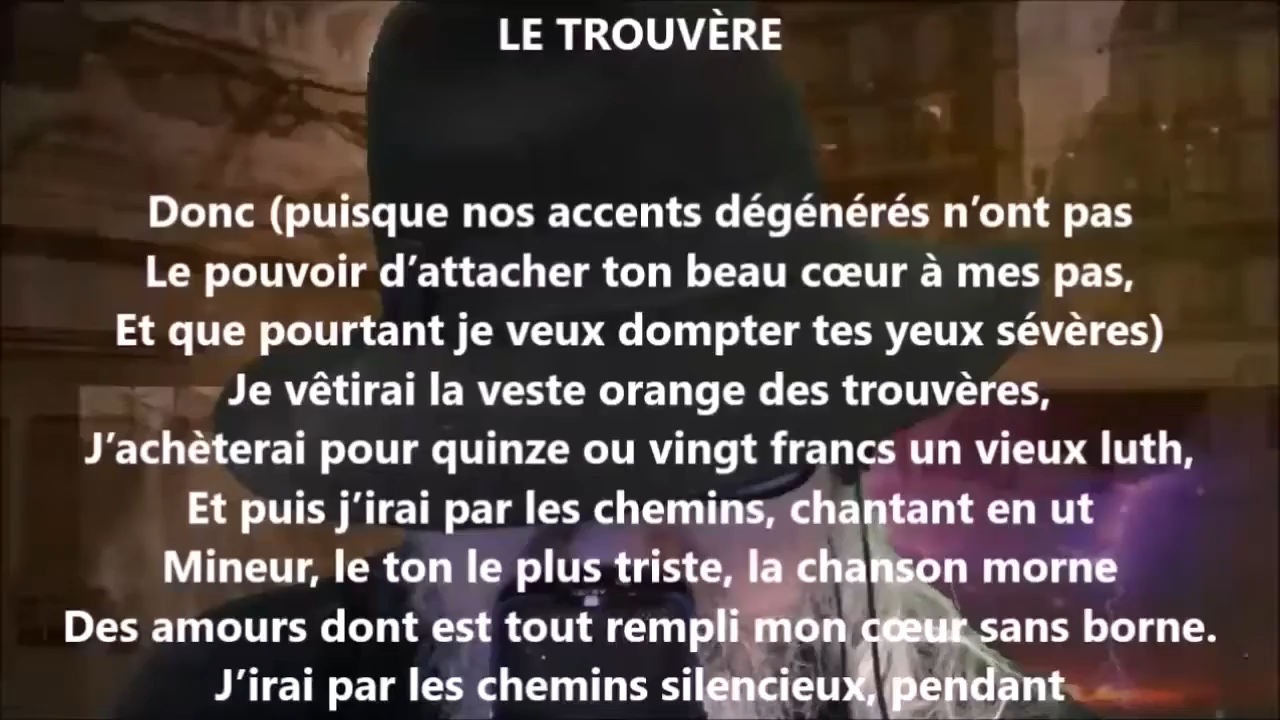 LE TROUVÈRE
Donc (puisque nos accents dégénérés n’ont pas
Le pouvoir d’attacher ton beau cœur à mes pas,
Et que pourtant je veux dompter tes yeux sévères)
Je vêtirai la veste orange des trouvères,
J’achèterai pour quinze ou vingt francs un vieux luth,
Et puis j’irai par les chemins, chantant en ut
Mineur, le ton le plus triste, la chanson morne
Des amours dont est tout rempli mon cœur sans borne.
J’irai par les chemins silencieux, pendant